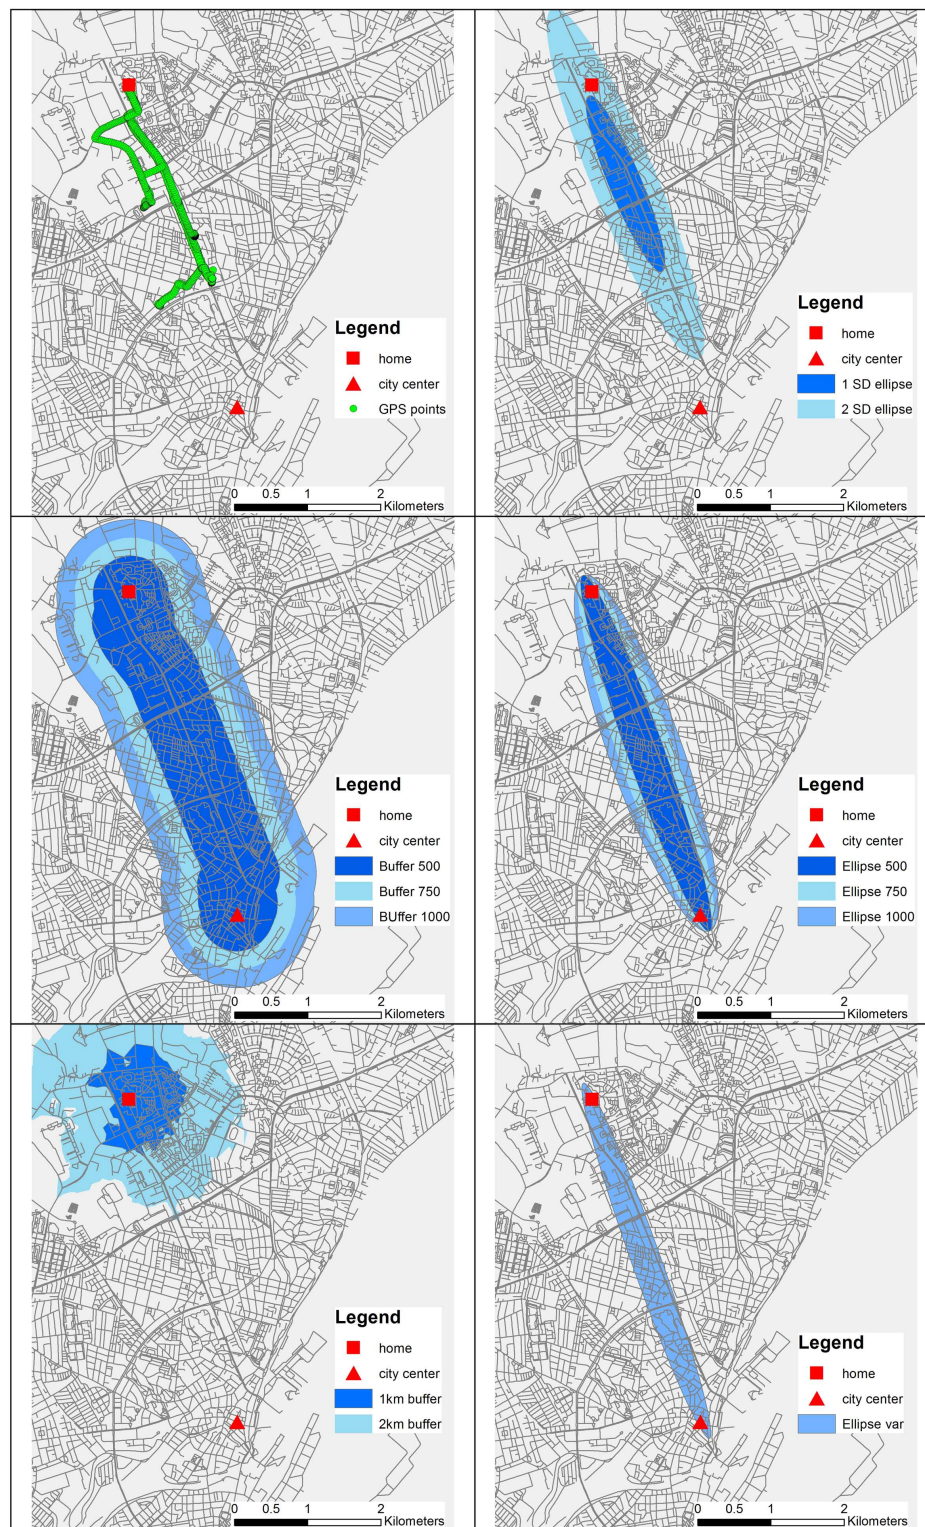 Legend
home
city center
GPS points
0 0.5 1 2
Kilometers
Legend
home
city center
1 SD ellipse
2 SD ellipse
0 0.5 1 2
Kilometers
Legend
home
city center
Buffer 500
Buffer 750
BUffer 1000
0 0.5 1 2
Kilometers
Legend
home
city center
Ellipse 500
Ellipse 750
Ellipse 1000
0 0.5 1 2
Kilometers
Legend
home
city center
1km buffer
2km buffer
0 0.5 1 2
Kilometers
Legend
home
city center
Ellipse var
0 0.5 1 2
Kilometers